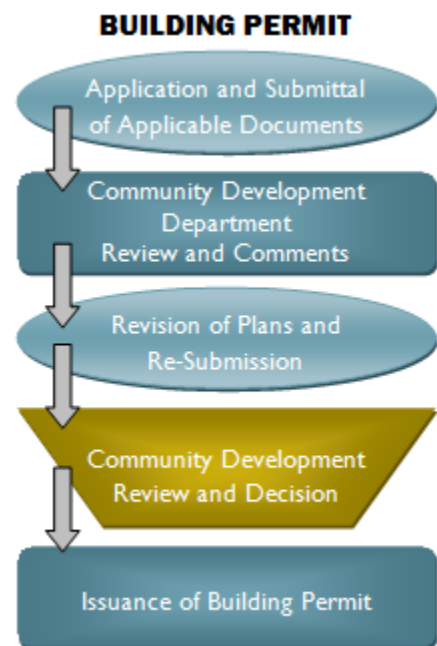 BUILDING PERMIT
Application and Submittal
of Applicable Documents
Community Development
Department
Review and Comments
Revision of Plans and
Re-Submission
Community Development
Review and Decision
Issuance of Building Permit